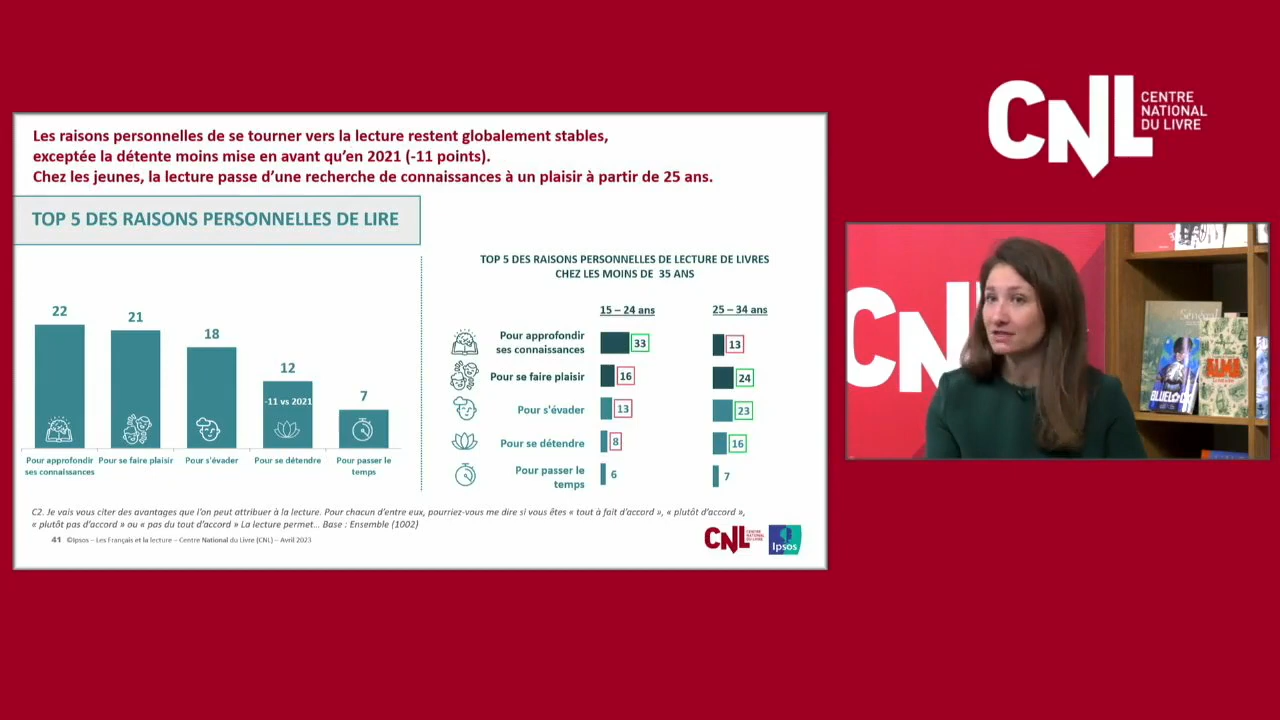 Les raisons personnelles de se tourner vers la lecture restent globalement stables,
exceptée la détente moins mise en avant qu'en 2021 (-11 points).
Chez les jeunes, la lecture passe d'une recherche de connaissances à un plaisir à partir de 25 ans.
TOP 5 DES RAISONS PERSONNELLES DE LIRE
22
21
18
12
-11 vs 2021
7
Pour approfondir
ses connaissances
Pour se faire plaisir
Pour s'évader
Pour se détendre
Pour passer le
temps
TOP 5 DES RAISONS PERSONNELLES DE LECTURE DE LIVRES
CHEZ LES MOINS DE 35 ANS
15 – 24 ans
25 – 34 ans
Pour approfondir
ses connaissances
33
13
Pour se faire plaisir
16
24
Pour s'évader
13
23
Pour se détendre
8
16
Pour passer le
temps
6
7
C2. Je vais vous citer des avantages que l'on peut attribuer à la lecture. Pour chacun d'entre eux, pourriez-vous me dire si vous êtes « tout à fait d'accord », « plutôt d'accord »,
« plutôt pas d'accord » ou « pas du tout d'accord » La lecture permet... Base : Ensemble (1002)
41 ©Ipsos – Les Français et la lecture – Centre National du Livre (CNL) – Avril 2023
CNL
CENTRE
NATIONAL
DU LIVRE
Ipsos
CNL
CENTRE
NATIONAL
DU LIVRE
CN
Sénégal
BLUELOCK
ALMA